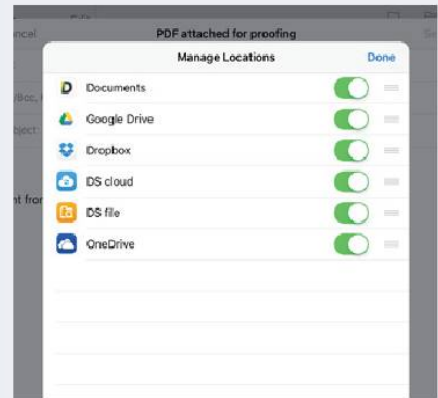 PDF attached for proofing
Manage Locations
Done
Documents
Google Drive
Dropbox
DS cloud
DS file
OneDrive